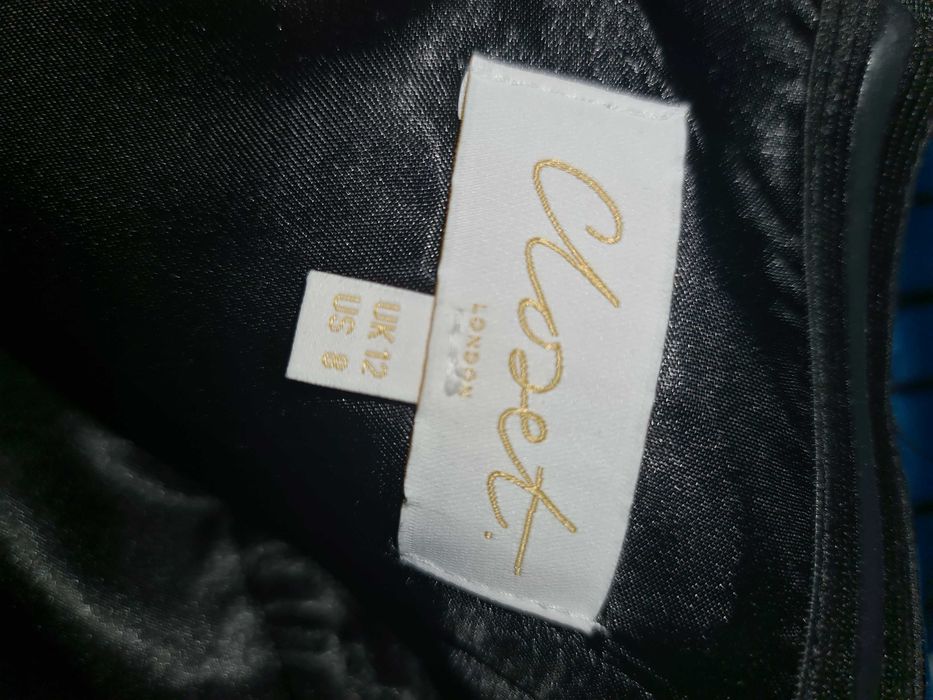 Closet.
LONDON
UK 12
US 8